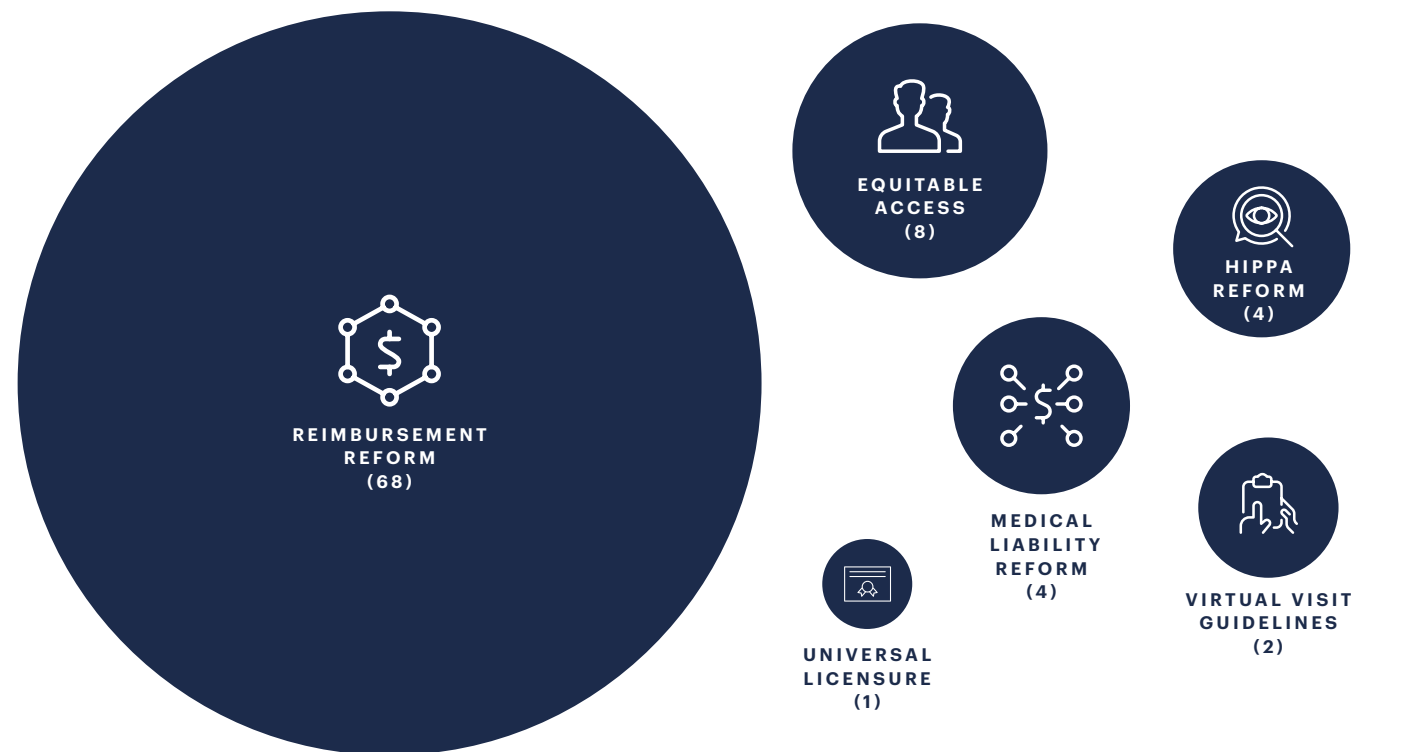 REIMBURSEMENT
REFORM
(68)
EQUITABLE
ACCESS
(8)
HIPPA
REFORM
(4)
MEDICAL
LIABILITY
REFORM
(4)
VIRTUAL VISIT
GUIDELINES
(2)
UNIVERSAL
LICENSURE
(1)